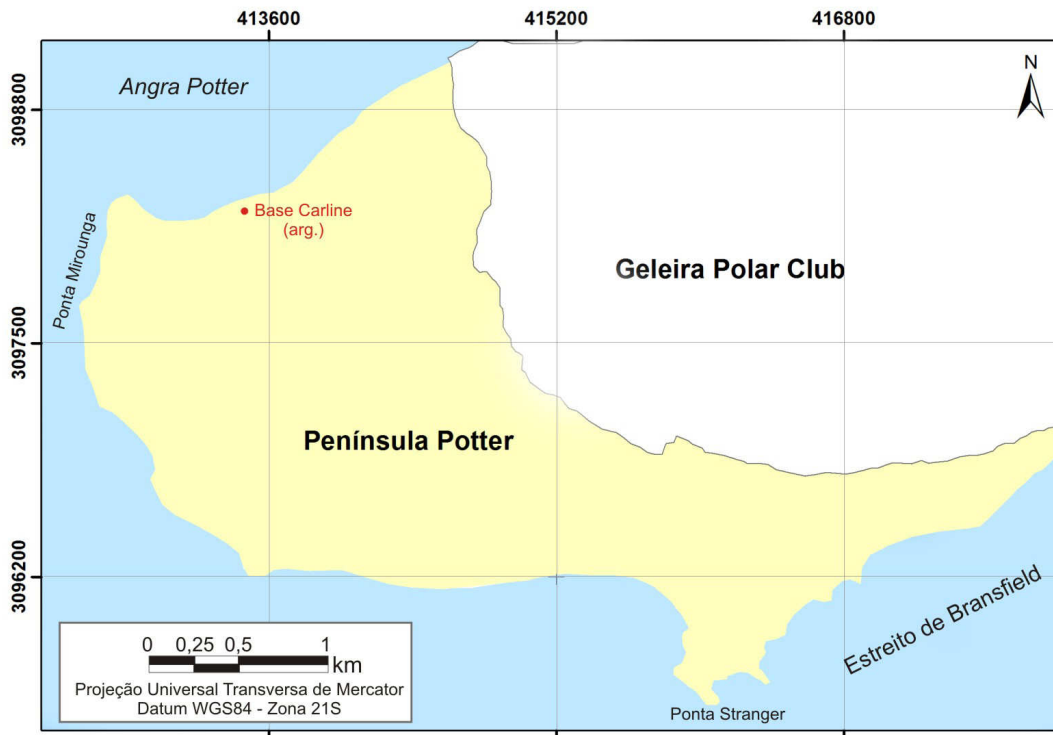 413600
415200
416800
Angra Potter
N
3098800
Base Carline
(arg.)
Ponta Mirounga
Geleira Polar Club
3097500
Península Potter
3096200
Estreito de Bransfield
0 0,25 0,5 1
km
Projeção Universal Transversa de Mercator
Datum WGS84 - Zona 21S
Ponta Stranger